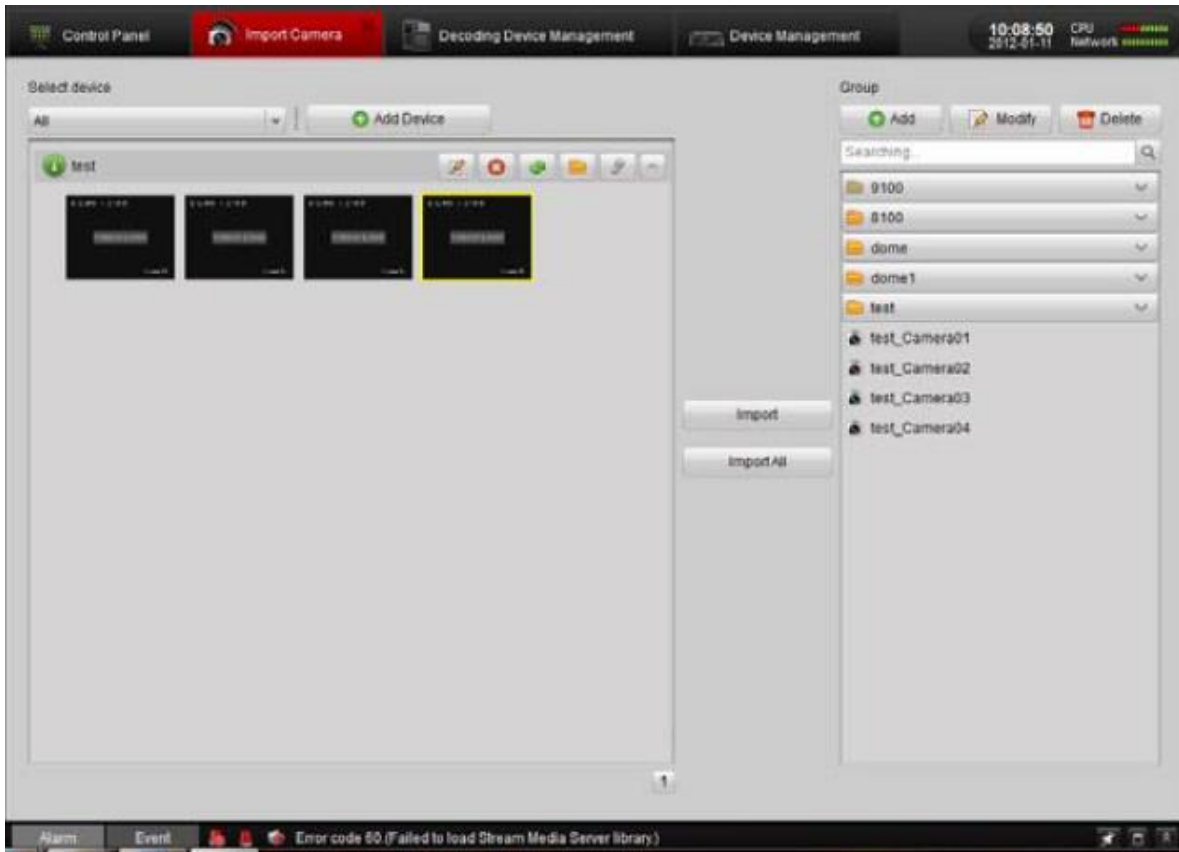 Control Panel
Import Camera
Decoding Device Management
Device Management
10:08:50
2012-01-11
CPU
Network
Select device
All
Add Device
test
1
Import
Import All
Group
Add
Modify
Delete
Searching...
9100
8100
dome
dome1
test
test_Camera01
test_Camera02
test_Camera03
test_Camera04
Alarm
Event
Error code 60.(Failed to load Stream Media Server library.)